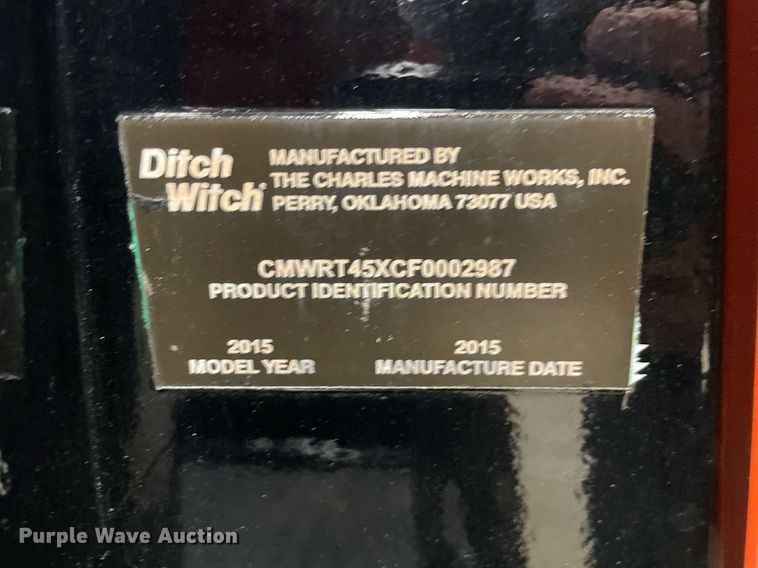 Ditch Witch®
MANUFACTURED BY
THE CHARLES MACHINE WORKS, INC.
PERRY, OKLAHOMA 73077 USA
CMWRT45XCF0002987
PRODUCT IDENTIFICATION NUMBER
2015
MODEL YEAR
2015
MANUFACTURE DATE
Purple Wave Auction®